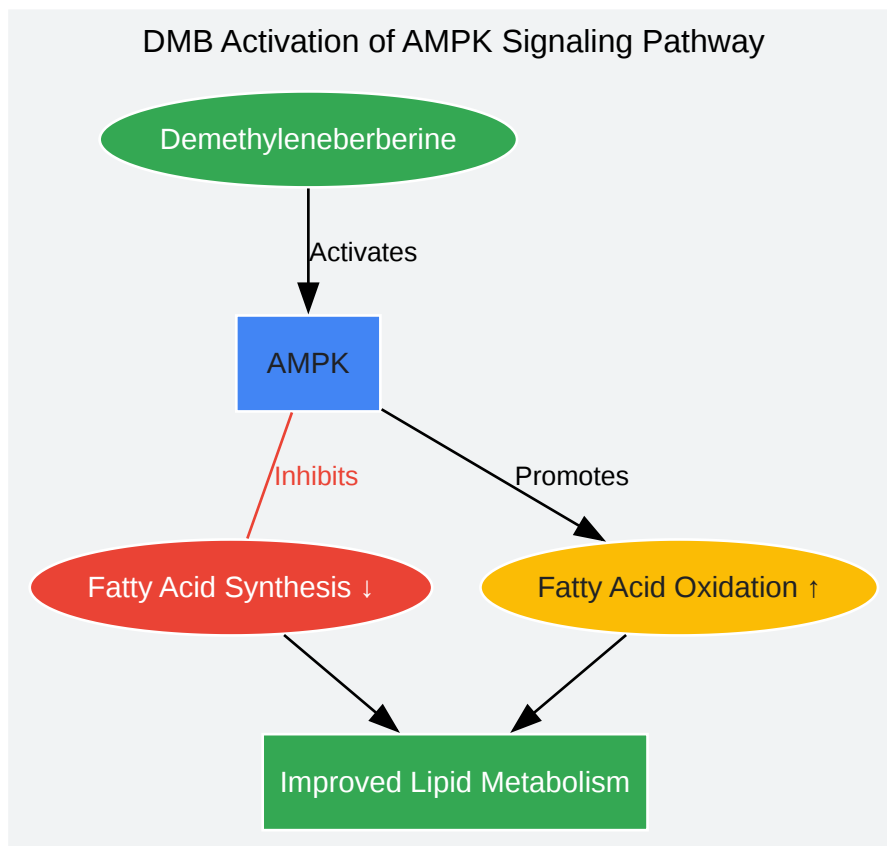 DMB Activation of AMPK Signaling Pathway
Demethyleneberberine
Activates
AMPK
Inhibits
Promotes
Fatty Acid Synthesis ↓
Fatty Acid Oxidation ↑
Improved Lipid Metabolism